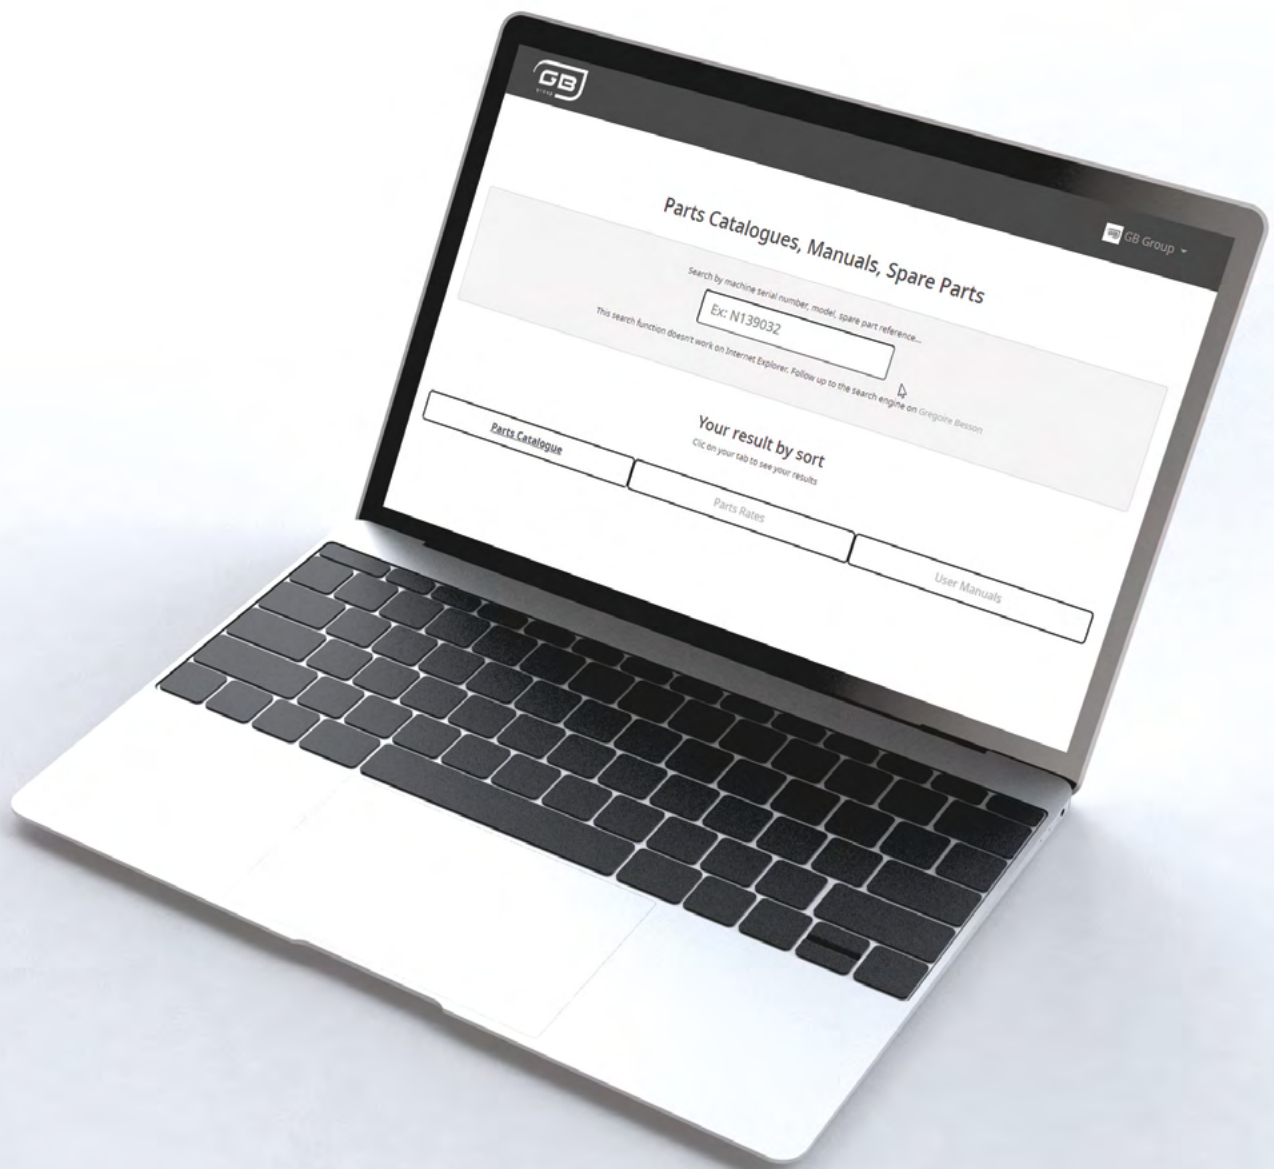 GB
GB Group
Parts Catalogues, Manuals, Spare Parts
Search by machine serial number, model, spare part reference...
Ex: N139032
This search function doesn't work on Internet Explorer. Follow up to the search engine on Gregoire Besson
Your result by sort
Clic on your tab to see your results
Parts Catalogue
Parts Rates
User Manuals